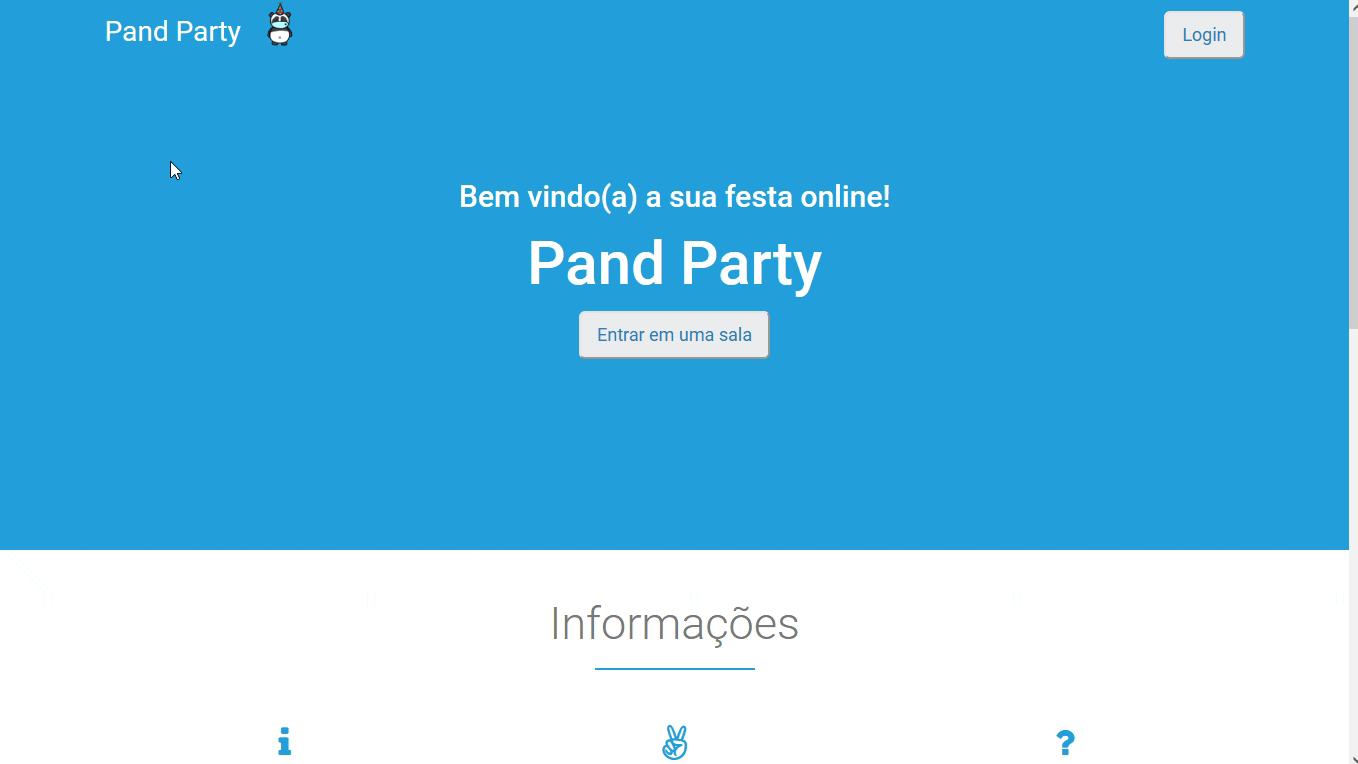 Pand Party
Login
Bem vindo(a) a sua festa online!
Pand Party
Entrar em uma sala
Informações